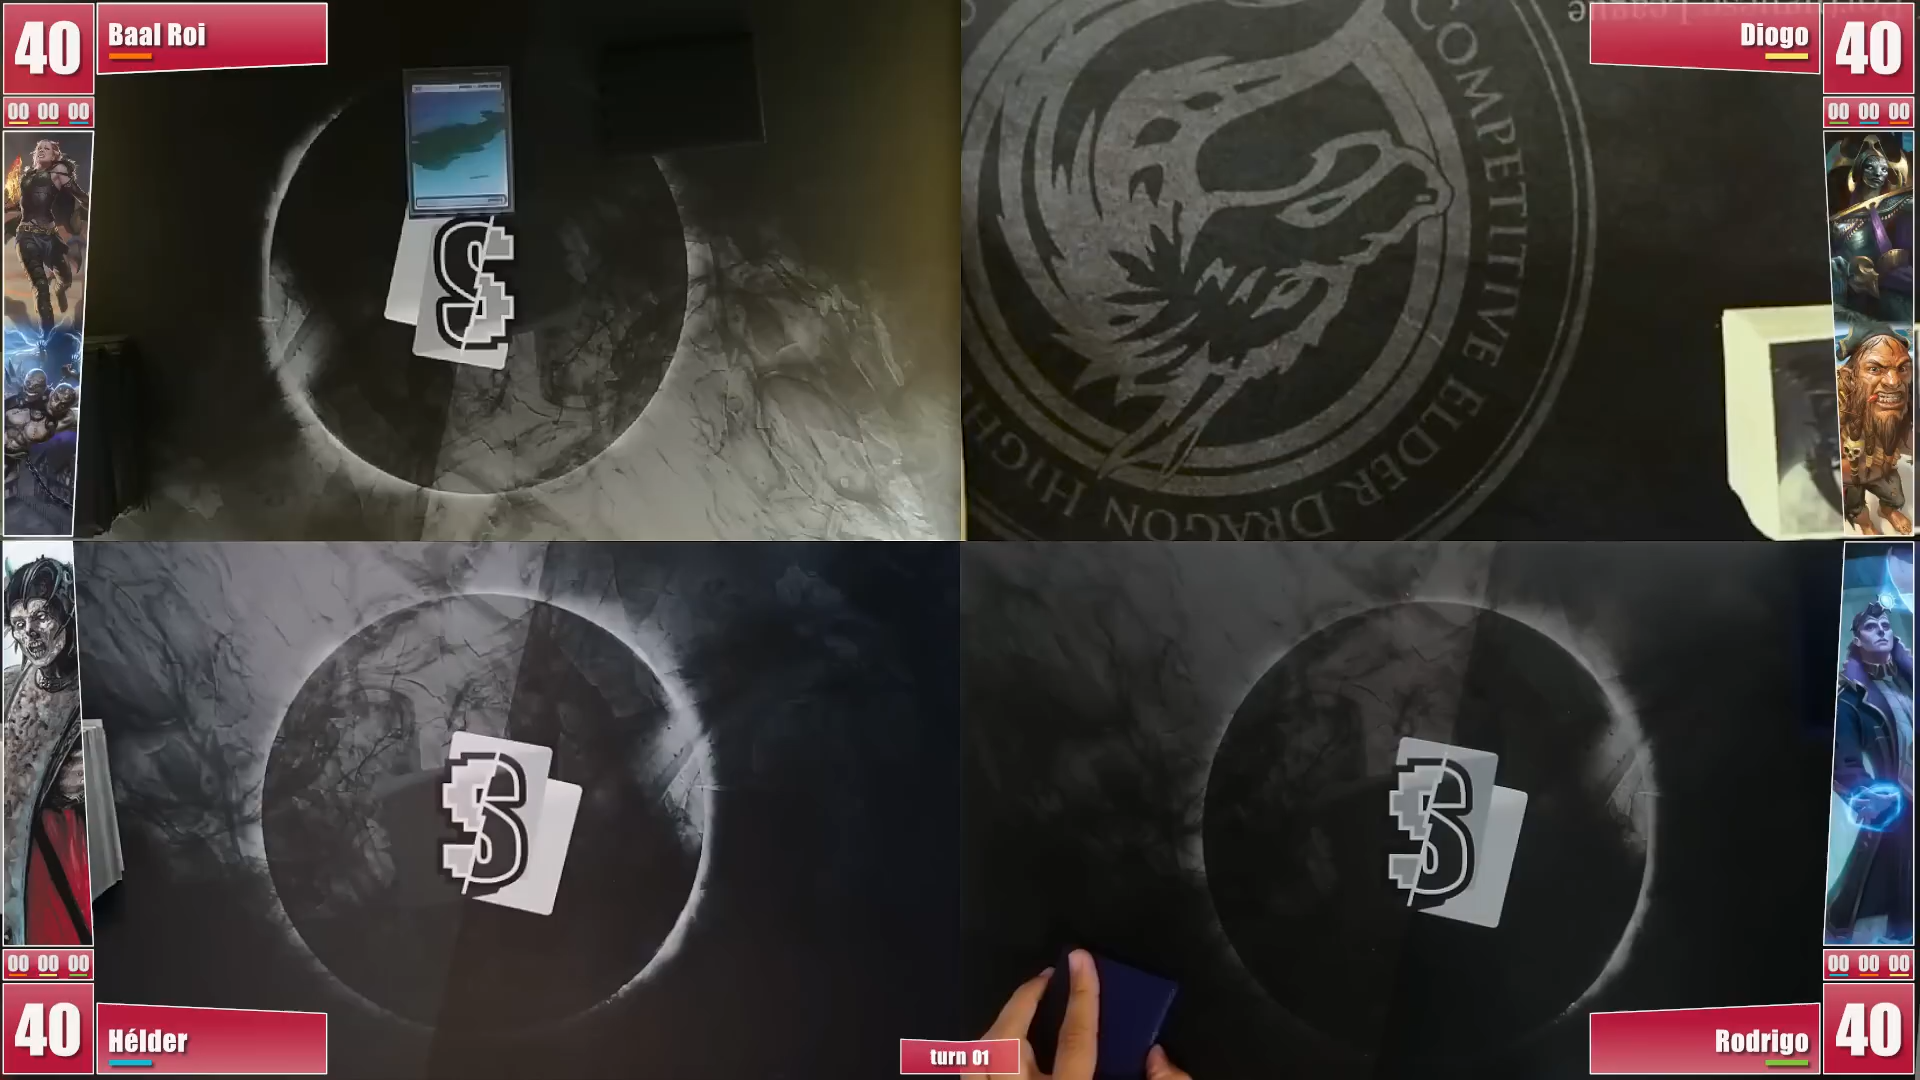 40
Baal Roi
00 00 00
Diogo
40
00 00 00
COMPETITIVE ELDER DRAGON HIGH
00 00 00
40
Hélder
turn 01
00 00 00
Rodrigo
40